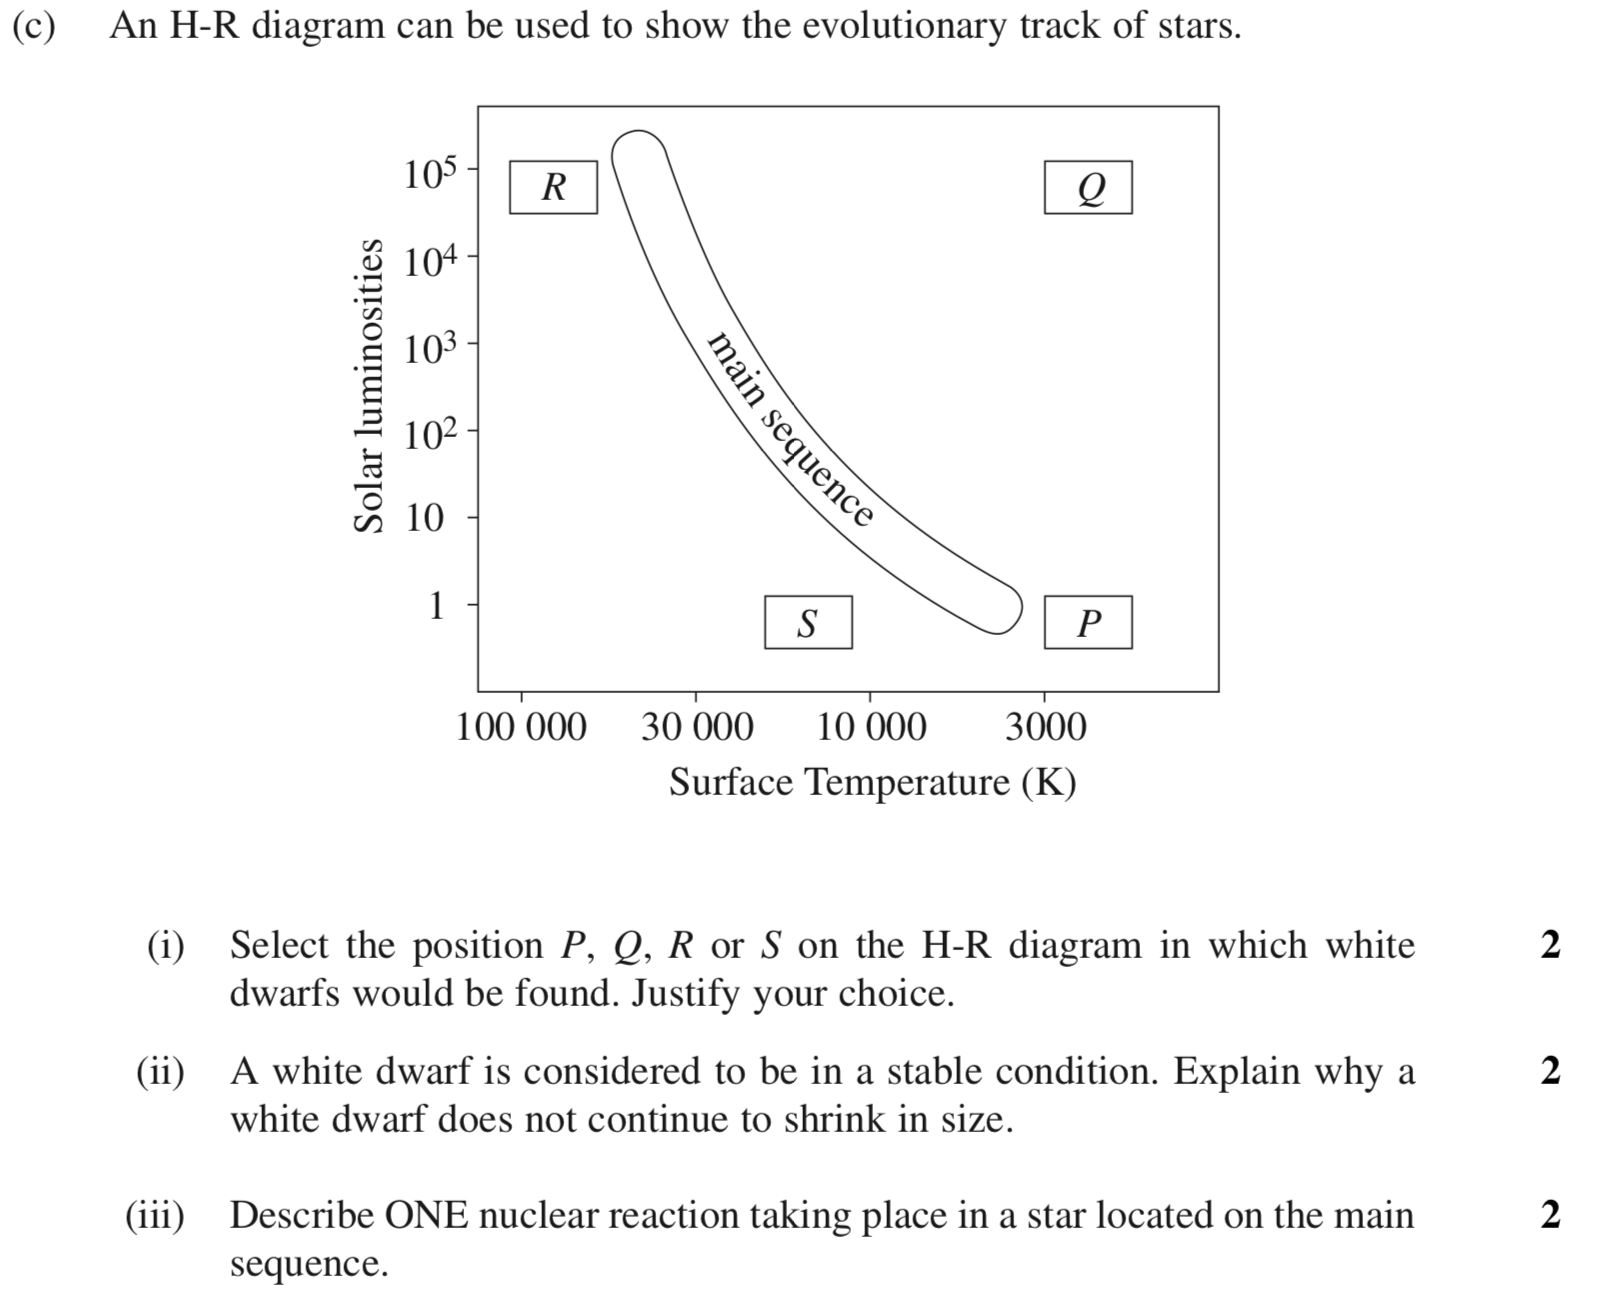 (c) An H-R diagram can be used to show the evolutionary track of stars.
10⁵
R
Q
10⁴
10³
10²
10
1
Solar luminosities
main sequence
S
P
100 000 30 000 10 000 3000
Surface Temperature (K)
(i) Select the position P, Q, R or S on the H-R diagram in which white 2
dwarfs would be found. Justify your choice.
(ii) A white dwarf is considered to be in a stable condition. Explain why a 2
white dwarf does not continue to shrink in size.
(iii) Describe ONE nuclear reaction taking place in a star located on the main 2
sequence.